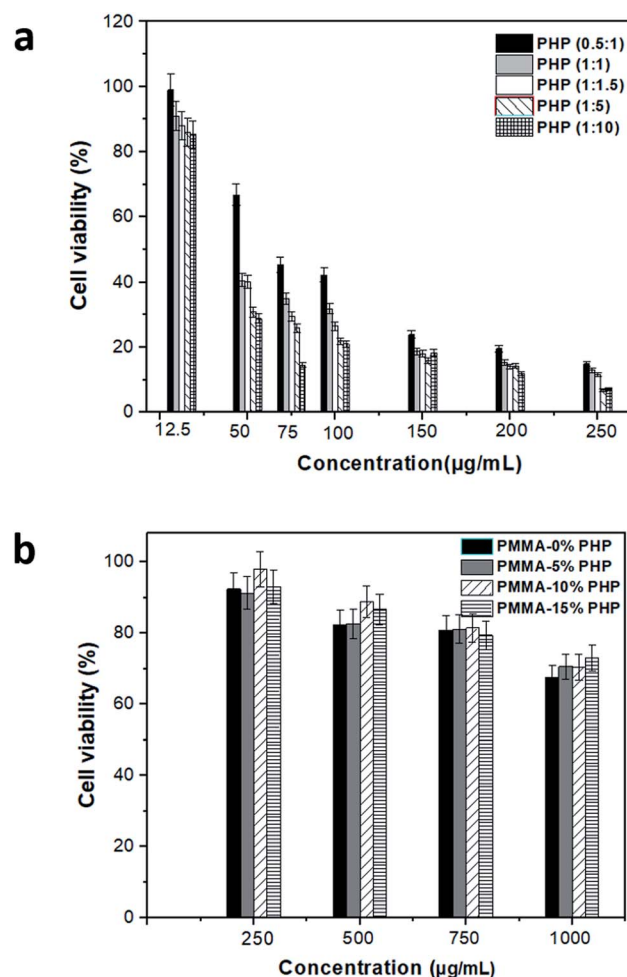 a
PHP (0.5:1)
PHP (1:1)
PHP (1:1.5)
PHP (1:5)
PHP (1:10)
120
100
80
60
40
20
0
Cell viability (%)
12.5 50 75 100 150 200 250
Concentration(µg/mL)
b
PMMA-0% PHP
PMMA-5% PHP
PMMA-10% PHP
PMMA-15% PHP
100
80
60
40
20
0
Cell viability (%)
250 500 750 1000
Concentration (µg/mL)